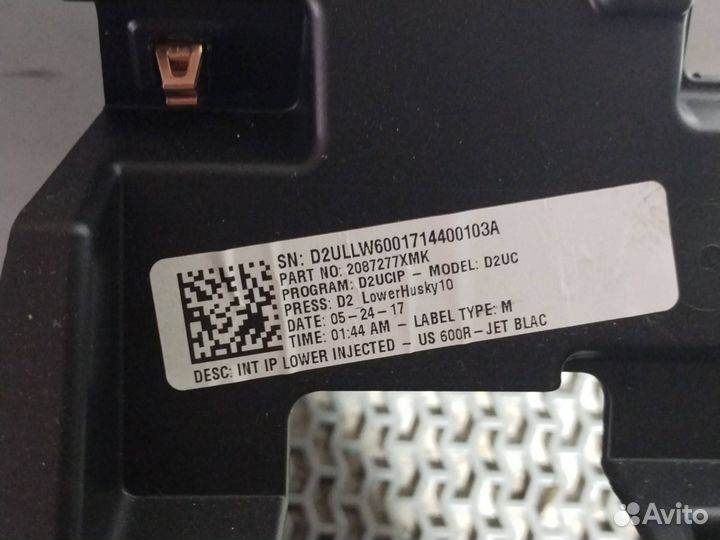 SN: D2ULLW6001714400103A
PART NO: 2087277XMK
PROGRAM: D2UCIP - MODEL: D2UC
PRESS: D2 LowerHusky10
DATE: 05-24-17
TIME: 01:44 AM - LABEL TYPE: M
DESC: INT IP LOWER INJECTED - US 600R-JET BLAC
Avito